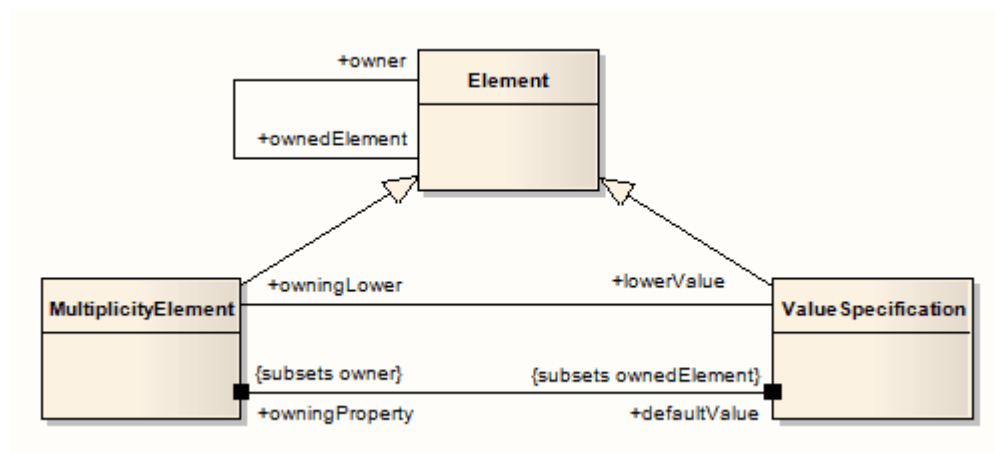 +owner
Element
+ownedElement
+owningLower
+lowerValue
MultiplicityElement
ValueSpecification
{subsets owner}
{subsets ownedElement}
+owningProperty
+defaultValue